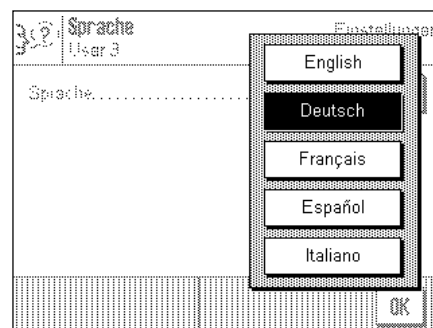 Sprache
User 3
Einstellungen
Sprache
English
Deutsch
Français
Español
Italiano
OK